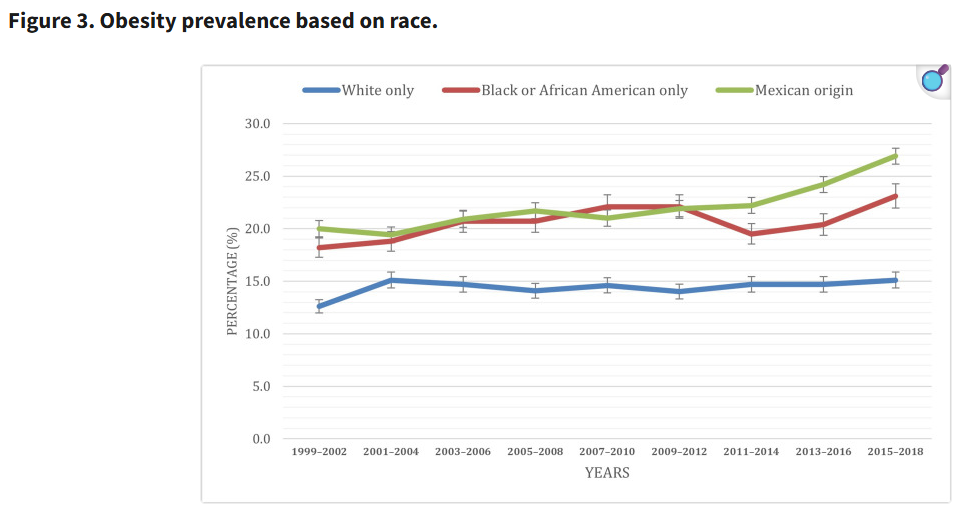 Figure 3. Obesity prevalence based on race.
White only Black or African American only Mexican origin
30.0
25.0
20.0
15.0
10.0
5.0
0.0
PERCENTAGE (%)
1999–2002 2001–2004 2003–2006 2005–2008 2007–2010 2009–2012 2011–2014 2013–2016 2015–2018
YEARS